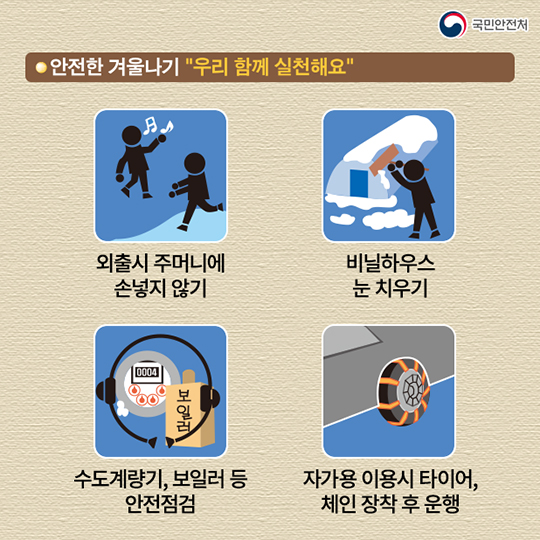 국민안전처
안전한 겨울나기 "우리 함께 실천해요"
외출시 주머니에
손넣지 않기
비닐하우스
눈 치우기
0004
보일러
수도계량기, 보일러 등
안전점검
자가용 이용시 타이어,
체인 장착 후 운행